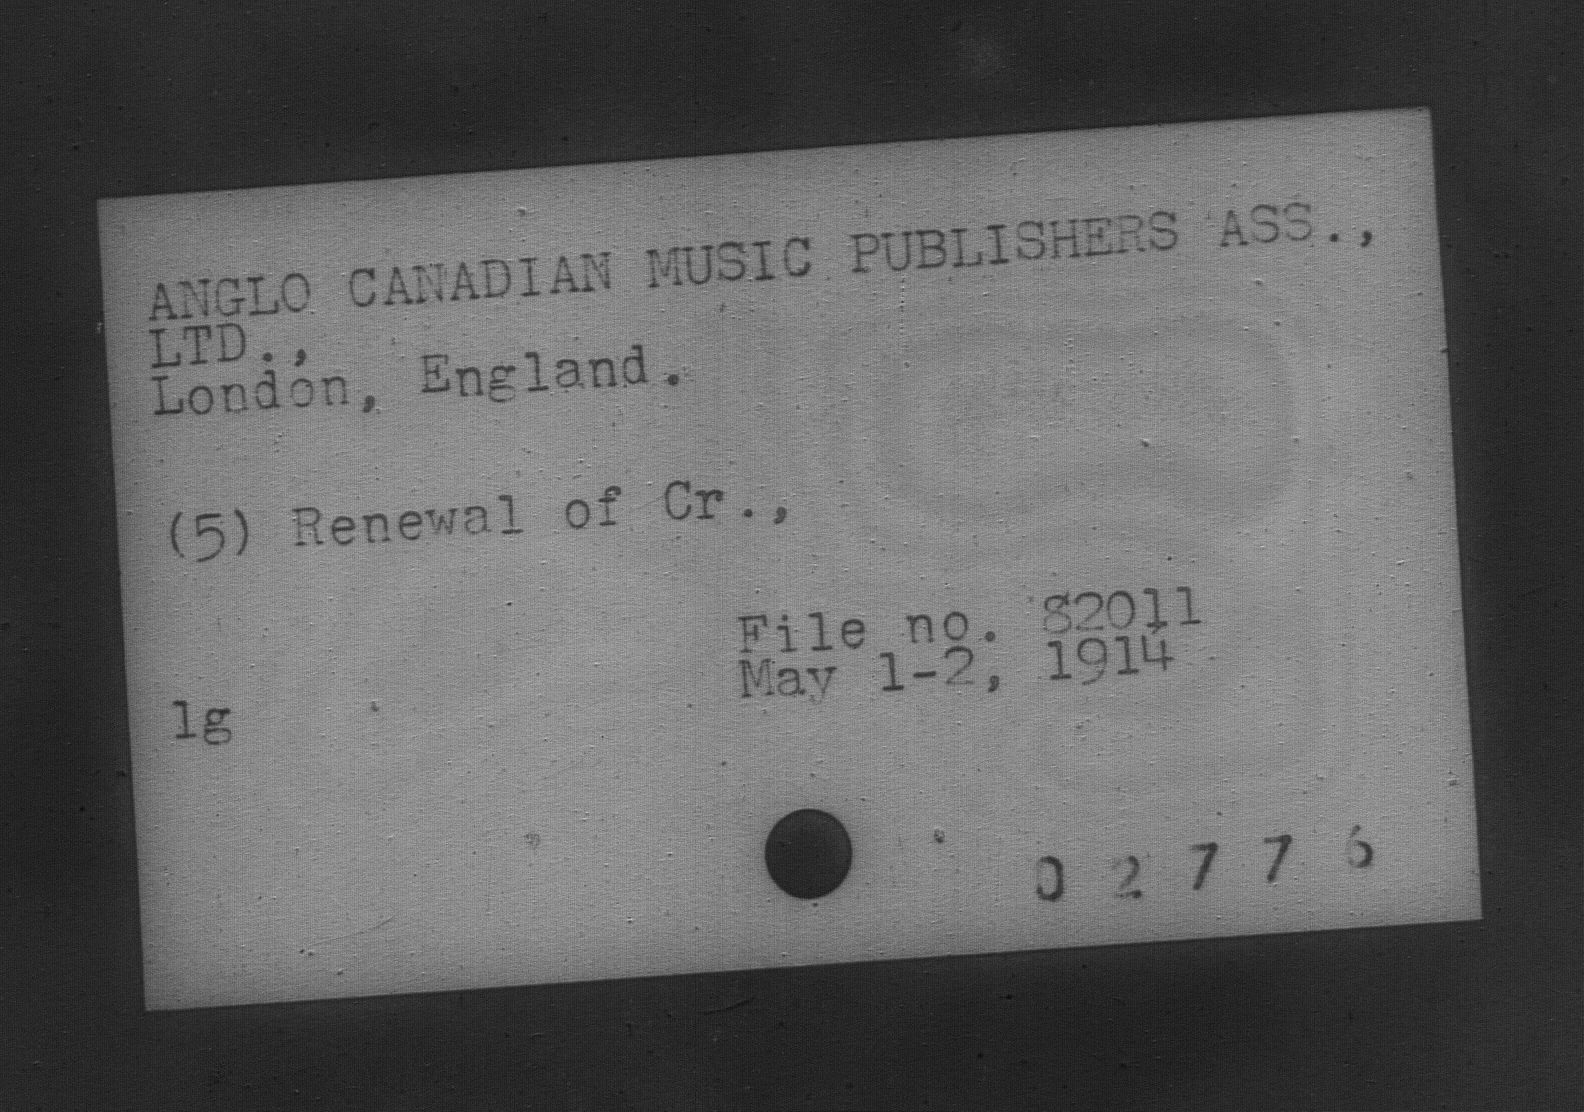 ANGLO CANADIAN MUSIC PUBLISHERS ASS.,
LTD.,
London, England.
(5) Renewal of Cr.,
File no. 82011
May 1-2, 1914
lg
0 2 7 7 6